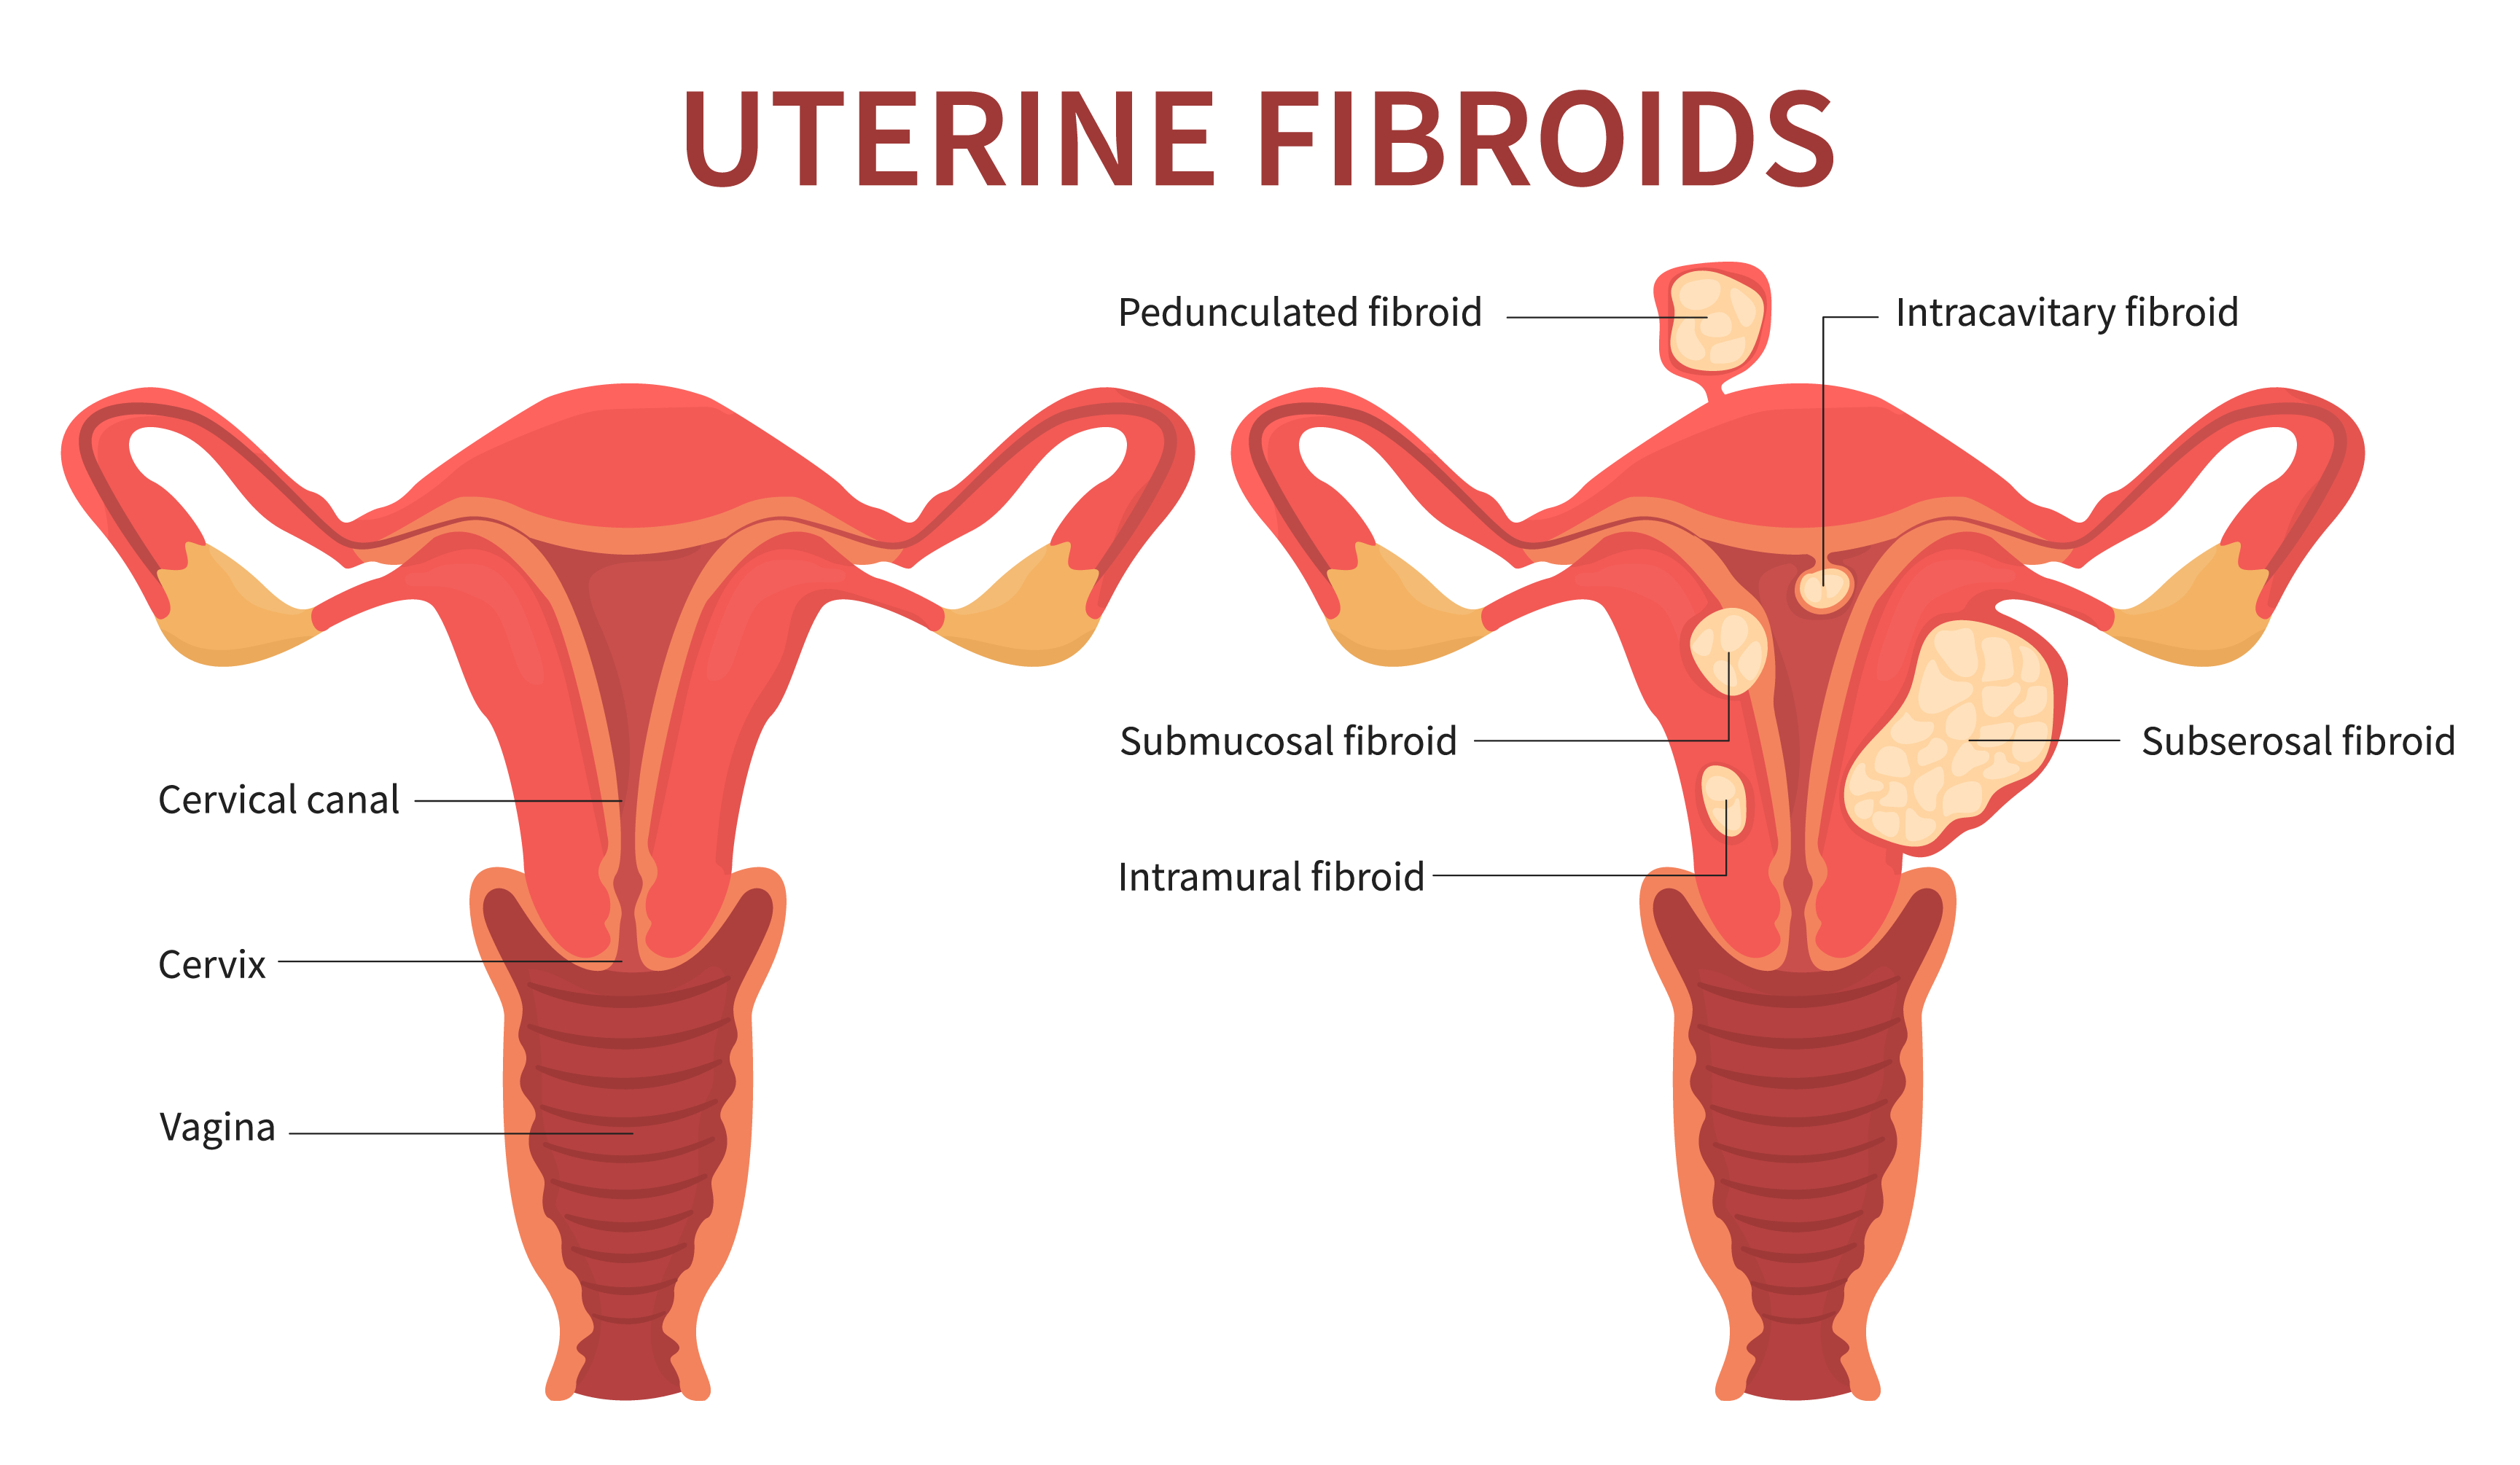 UTERINE FIBROIDS
Pedunculated fibroid
Intracavitary fibroid
Submucosal fibroid
Subserosal fibroid
Cervical canal
Intramural fibroid
Cervix
Vagina